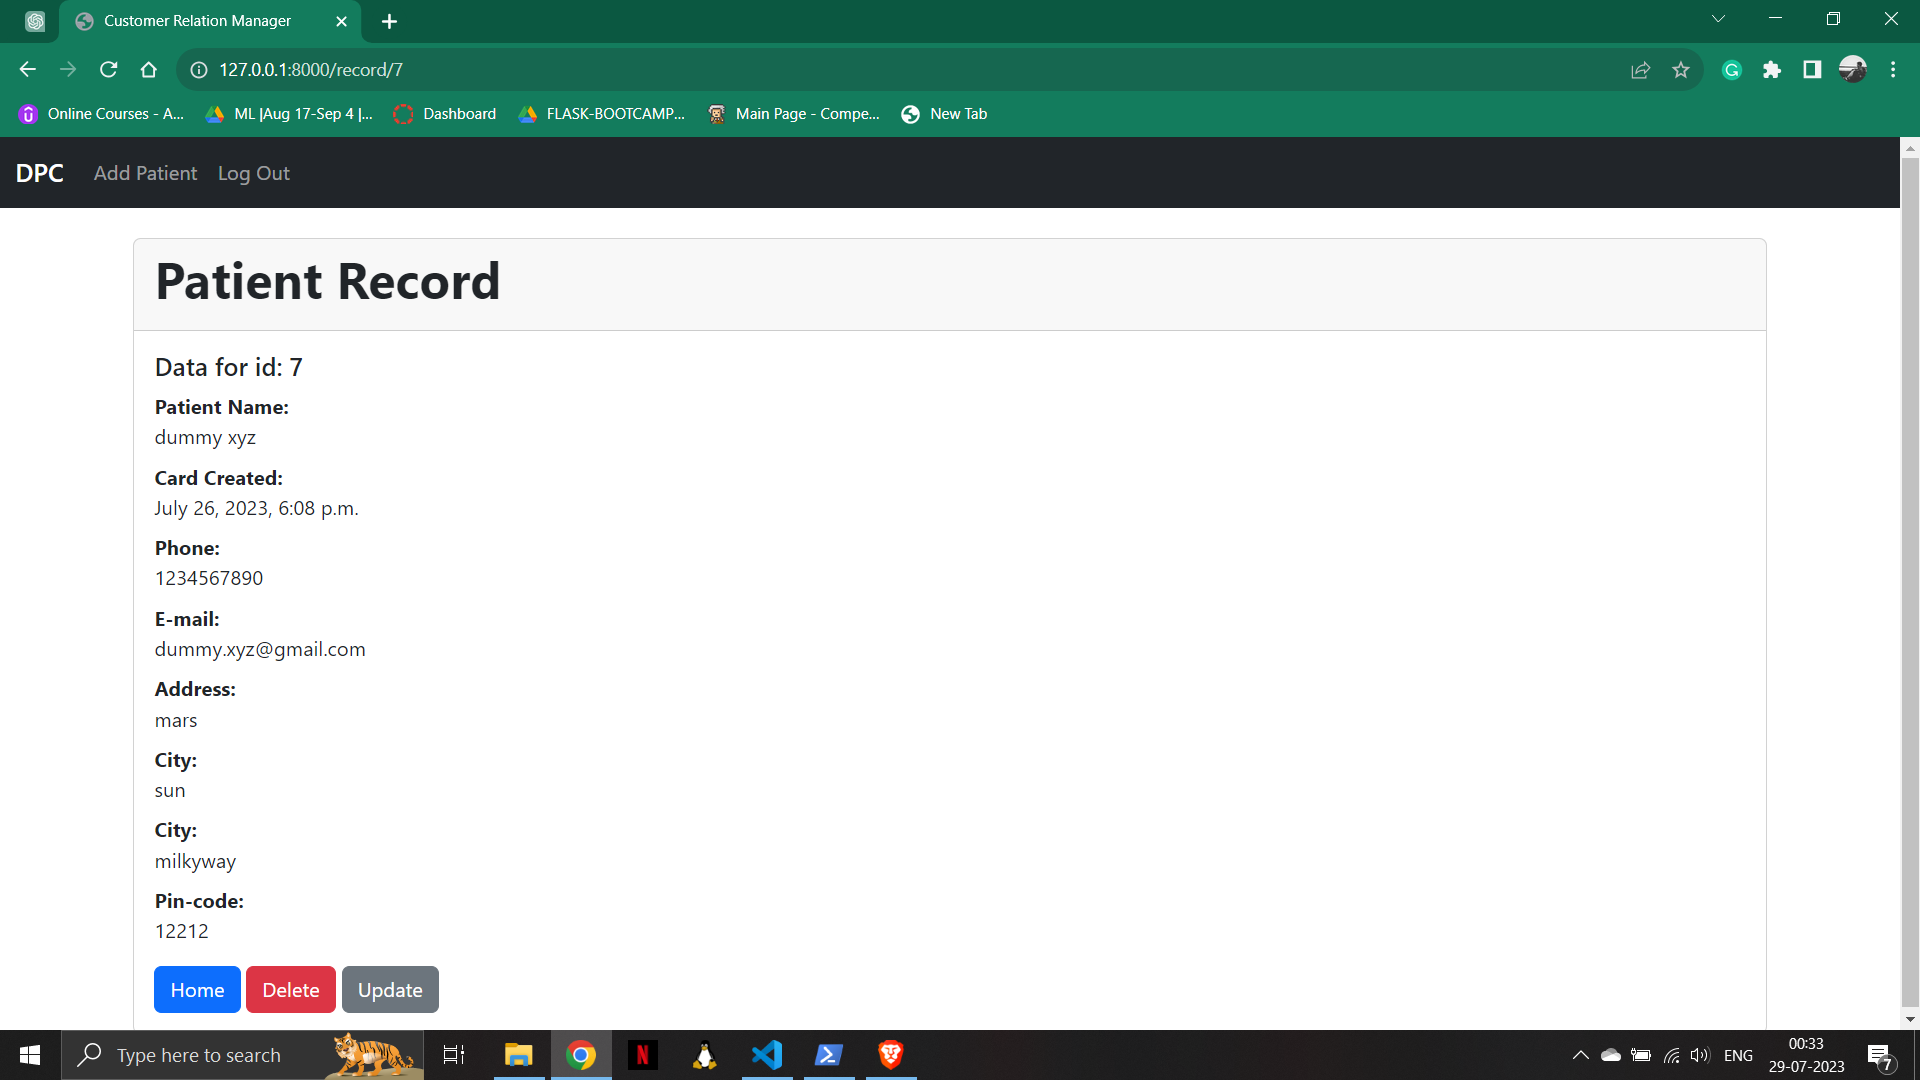 Customer Relation Manager
127.0.0.1:8000/record/7
Online Courses - A...
ML |Aug 17-Sep 4 |...
Dashboard
FLASK-BOOTCAMP...
Main Page - Compe...
New Tab
DPC
Add Patient
Log Out
Patient Record
Data for id: 7
Patient Name:
dummy xyz
Card Created:
July 26, 2023, 6:08 p.m.
Phone:
1234567890
E-mail:
dummy.xyz@gmail.com
Address:
mars
City:
sun
City:
milkyway
Pin-code:
12212
Home
Delete
Update
Type here to search
ENG
00:33
29-07-2023
7